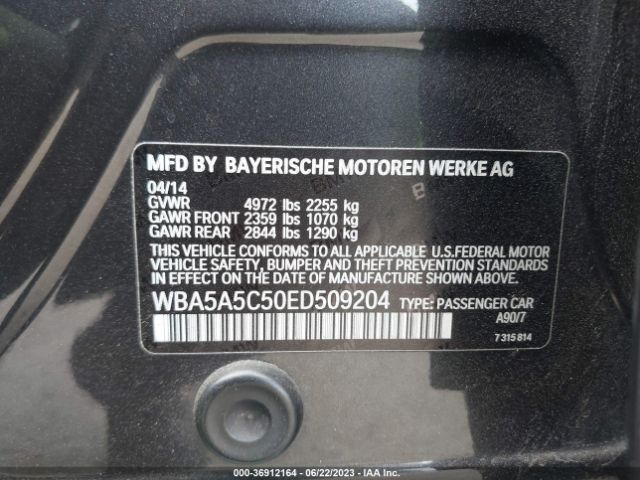 MFD BY BAYERISCHE MOTOREN WERKE AG
04/14
GVWR 4972 lbs 2255 kg
GAWR FRONT 2359 lbs 1070 kg
GAWR REAR 2844 lbs 1290 kg
THIS VEHICLE CONFORMS TO ALL APPLICABLE U.S.FEDERAL MOTOR
VEHICLE SAFETY, BUMPER AND THEFT PREVENTION STANDARDS
IN EFFECT ON THE DATE OF MANUFACTURE SHOWN ABOVE.
WBA5A5C50ED509204 TYPE: PASSENGER CAR
A90/7
7 315 814
000-36912164 - 06/22/2023 - IAA Inc.